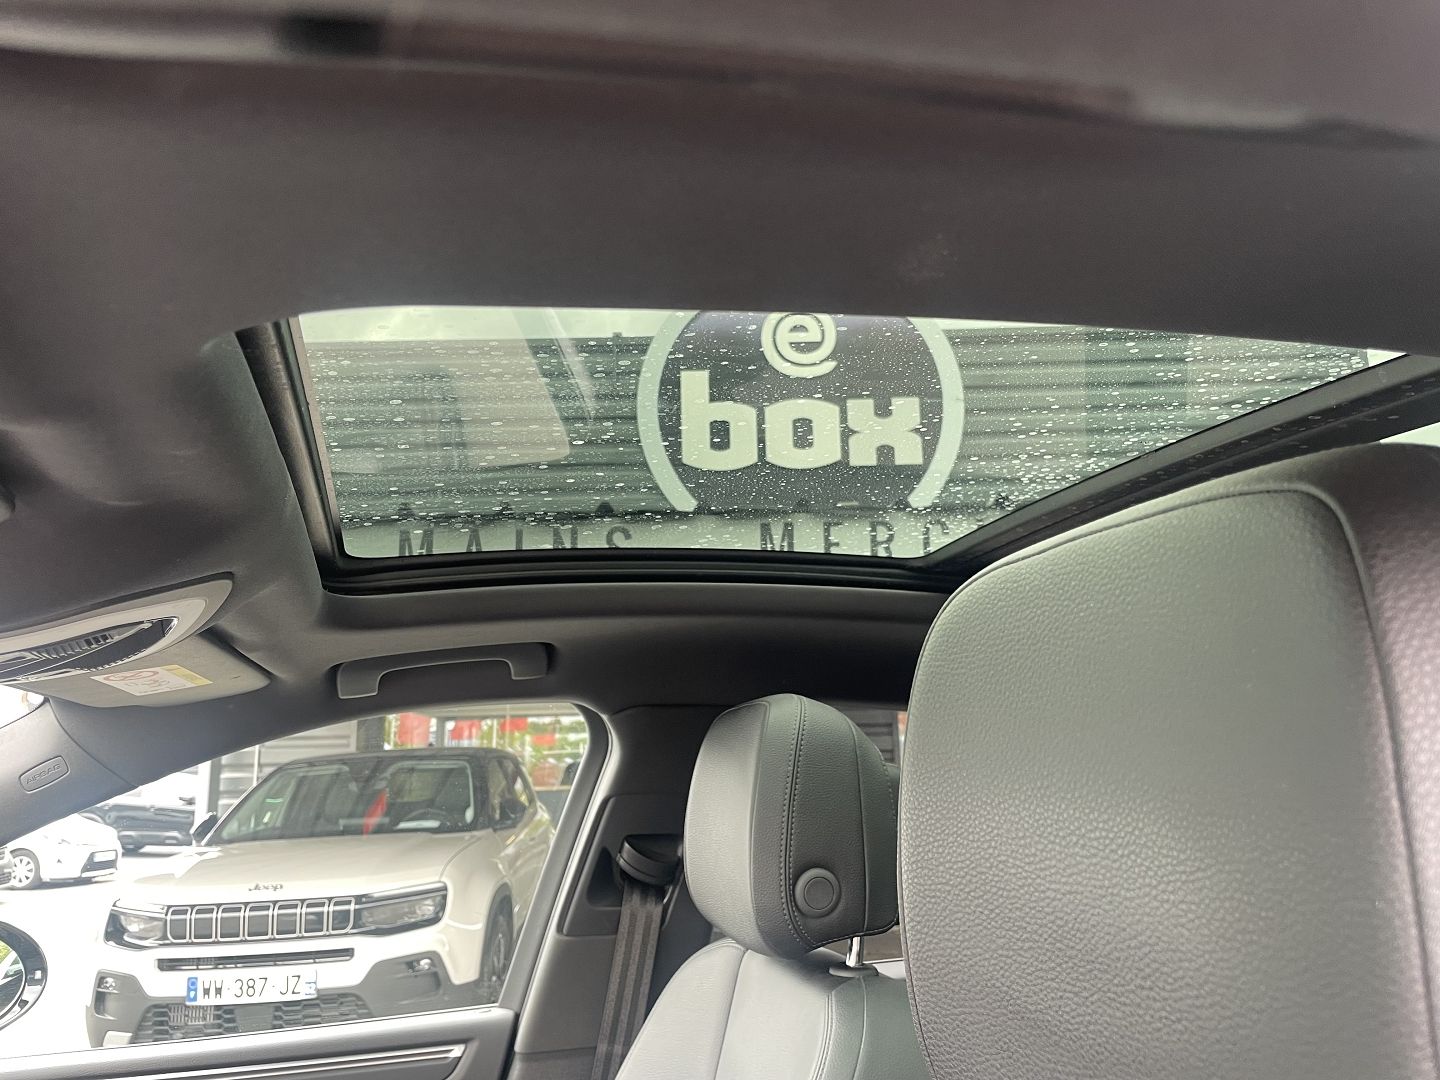 e
box
MAINS MERC
AIRBAG
Jeep
WW-387-JZ